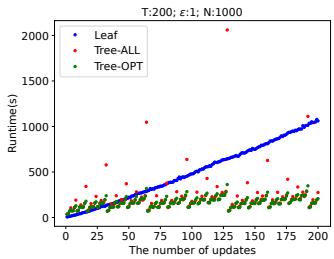 T:200; ε:1; N:1000
Leaf
Tree-ALL
Tree-OPT
Runtime(s)
2000
1500
1000
500
0
0 25 50 75 100 125 150 175 200
The number of updates